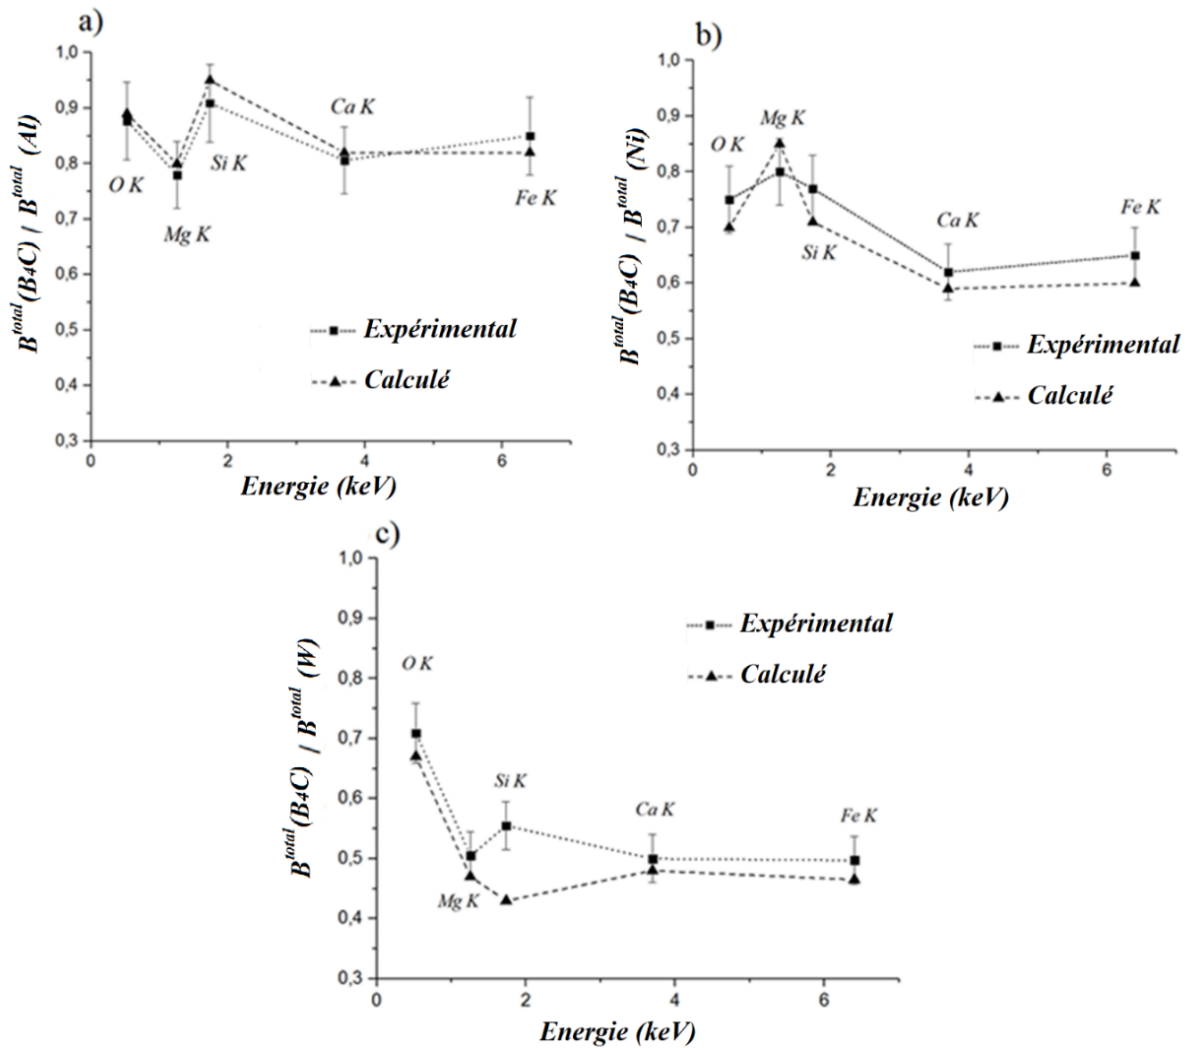 a)
1,0
0,9
0,8
0,7
0,6
0,5
0,4
0,3
0
2
4
6
B^total(B4C) / B^total (Al)
O K
Mg K
Si K
Ca K
Fe K
Expérimental
Calculé
Energie (keV)
b)
1,0
0,9
0,8
0,7
0,6
0,5
0,4
0,3
0
2
4
6
B^total(B4C) / B^total (Ni)
O K
Mg K
Si K
Ca K
Fe K
Expérimental
Calculé
Energie (keV)
c)
1,0
0,9
0,8
0,7
0,6
0,5
0,4
0,3
0
2
4
6
B^total(B4C) / B^total (W)
O K
Mg K
Si K
Ca K
Fe K
Expérimental
Calculé
Energie (keV)